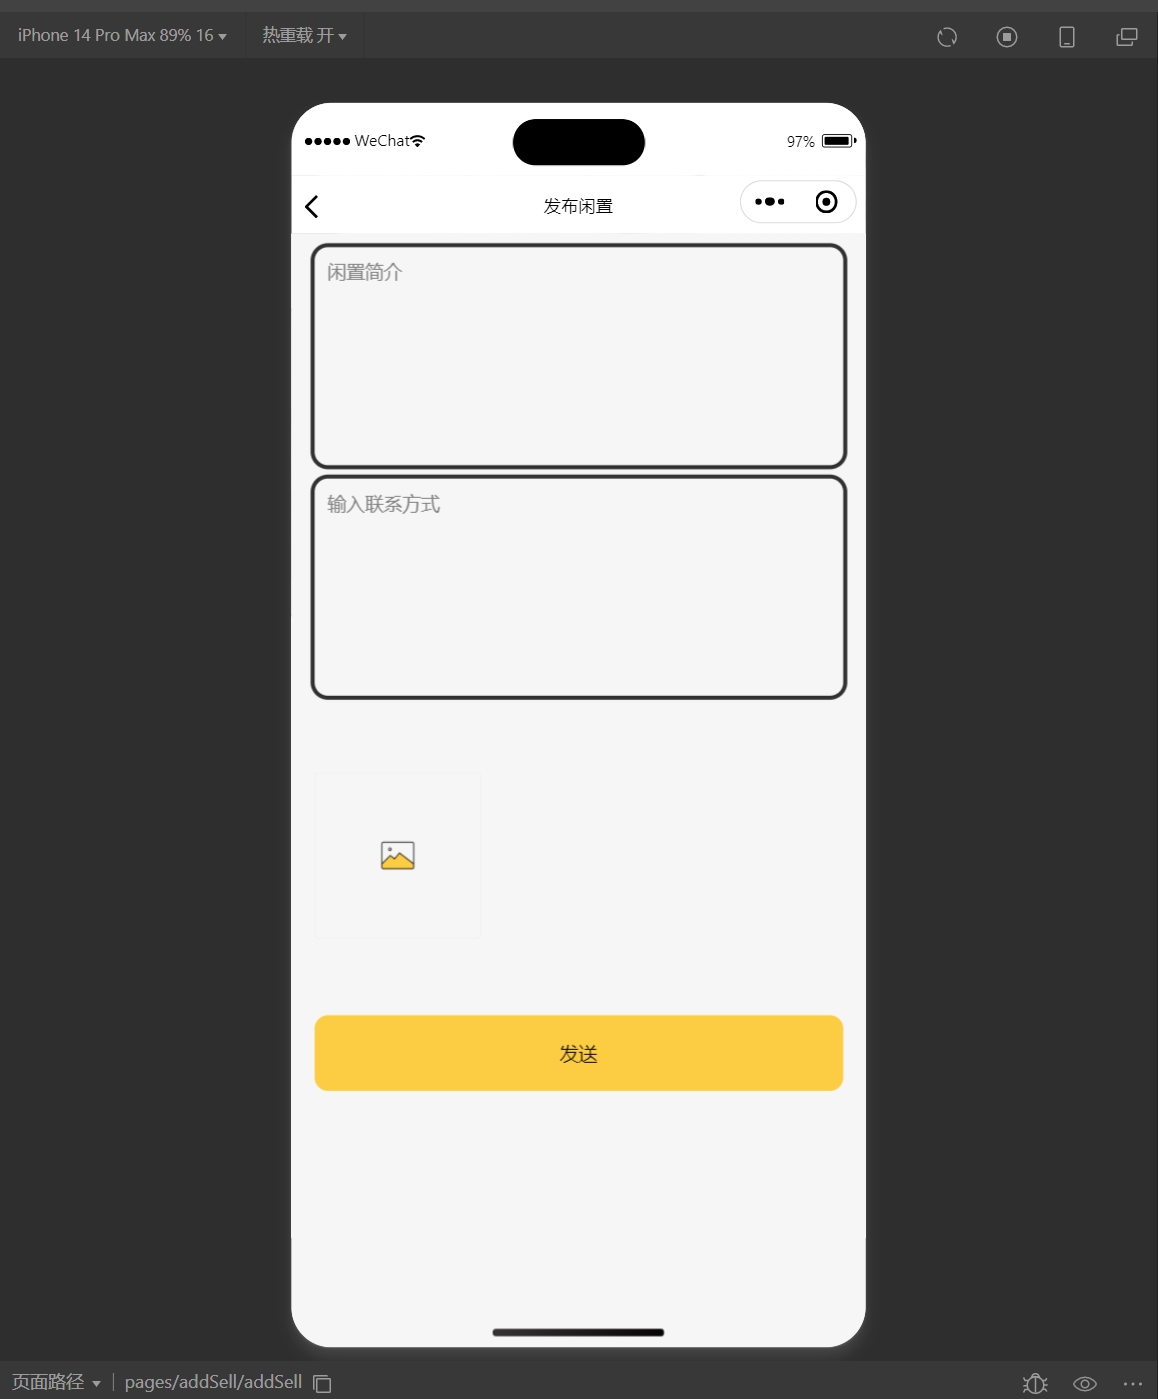 iPhone 14 Pro Max 89% 16 热重载 开
WeChat 97%
发布闲置
闲置简介
输入联系方式
发送
页面路径 pages/addSell/addSell